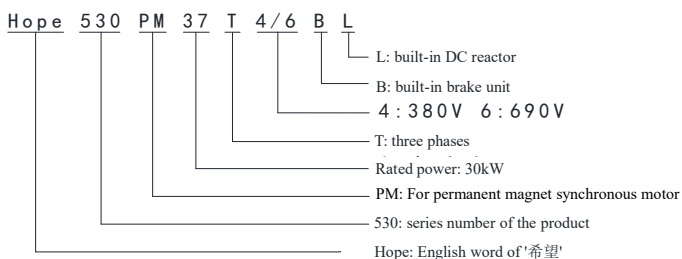 Hope 530 PM 37 T 4/6 B L
L: built-in DC reactor
B: built-in brake unit
4:380V 6:690V
T: three phases
Rated power: 30kW
PM: For permanent magnet synchronous motor
530: series number of the product
Hope: English word of '希望'